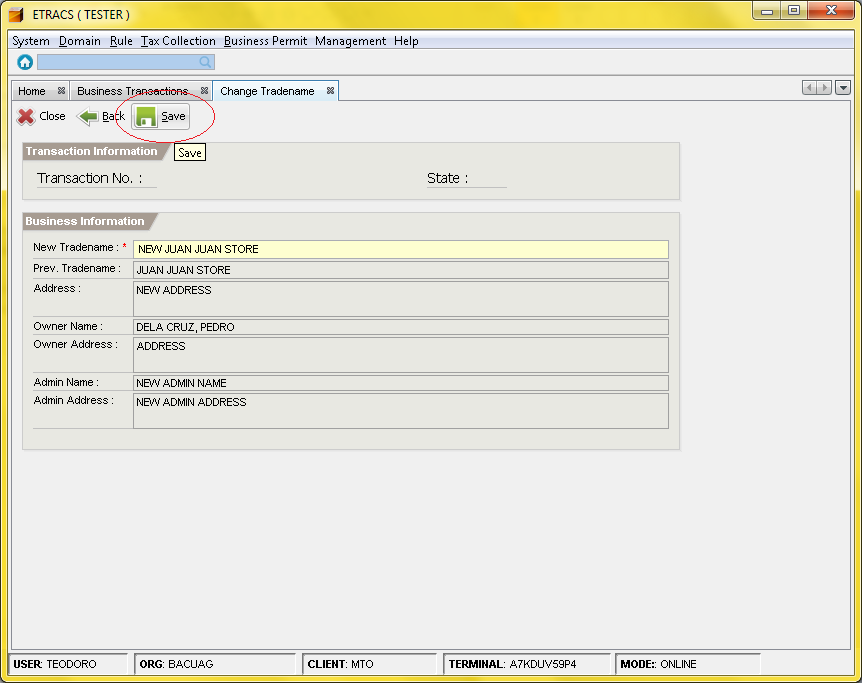 ETRACS ( TESTER )
System Domain Rule Tax Collection Business Permit Management Help
Home Business Transactions Change Tradename
Close Back Save
Transaction Information Save
Transaction No. : State :
Business Information
New Tradename : * NEW JUAN JUAN STORE
Prev. Tradename : JUAN JUAN STORE
Address : NEW ADDRESS
Owner Name : DELA CRUZ, PEDRO
Owner Address : ADDRESS
Admin Name : NEW ADMIN NAME
Admin Address : NEW ADMIN ADDRESS
USER: TEODORO ORG: BACUAG CLIENT: MTO TERMINAL: A7KDUV59P4 MODE:: ONLINE